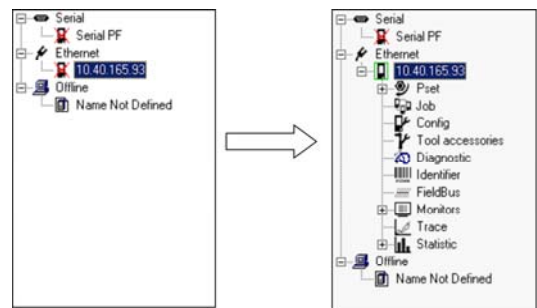 Serial
Serial PF
Ethernet
10.40.165.93
Offline
Name Not Defined
Serial
Serial PF
Ethernet
10.40.165.93
Pset
Job
Config
Tool accessories
Diagnostic
Identifier
FieldBus
Monitors
Trace
Statistic
Offline
Name Not Defined